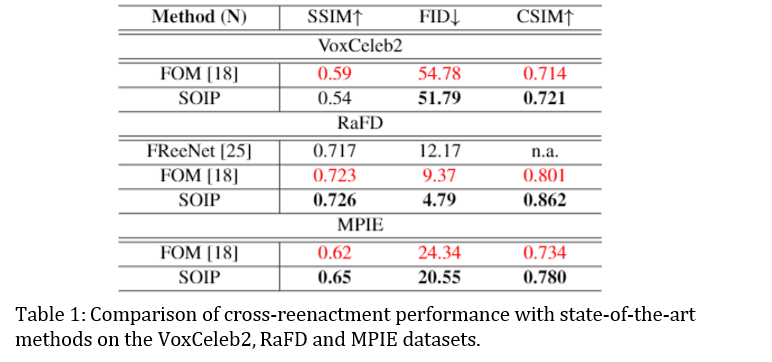 Method (N) SSIM↑ FID↓ CSIM↑
VoxCeleb2
FOM [18] 0.59 54.78 0.714
SOIP 0.54 51.79 0.721
RaFD
FReeNet [25] 0.717 12.17 n.a.
FOM [18] 0.723 9.37 0.801
SOIP 0.726 4.79 0.862
MPIE
FOM [18] 0.62 24.34 0.734
SOIP 0.65 20.55 0.780
Table 1: Comparison of cross-reenactment performance with state-of-the-art
methods on the VoxCeleb2, RaFD and MPIE datasets.